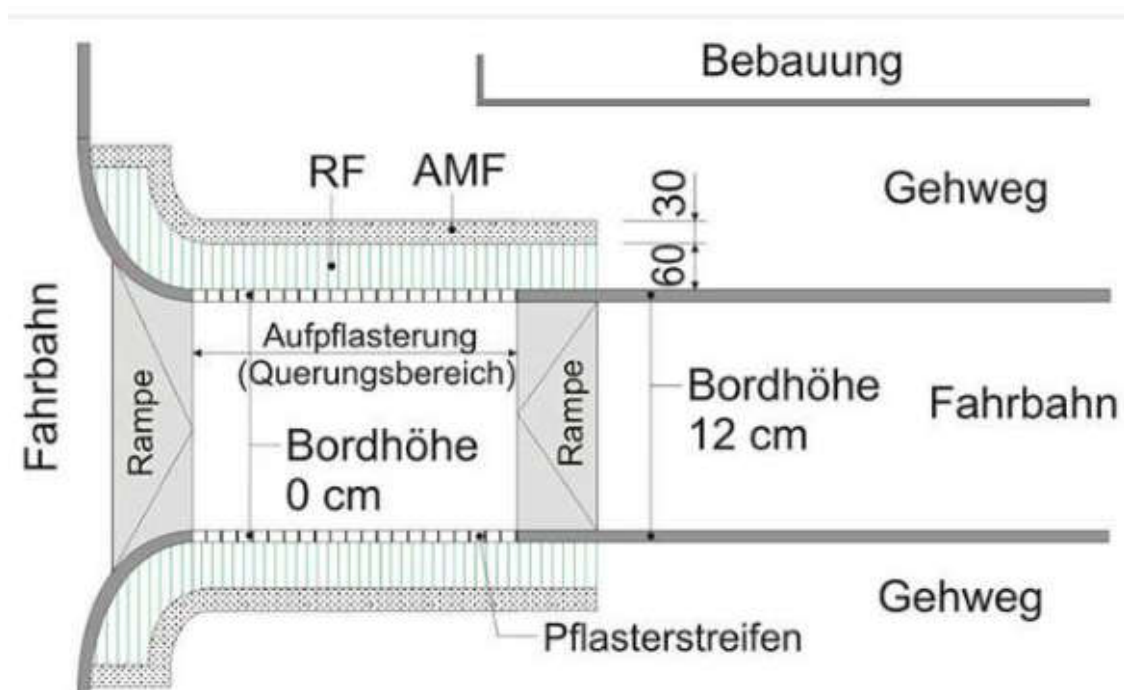 Bebauung
RF
AMF
30
Gehweg
60
Fahrbahn
Aufpflasterung
(Querungsbereich)
Rampe
Rampe
Bordhöhe
12 cm
Fahrbahn
Bordhöhe
0 cm
Gehweg
Pflasterstreifen